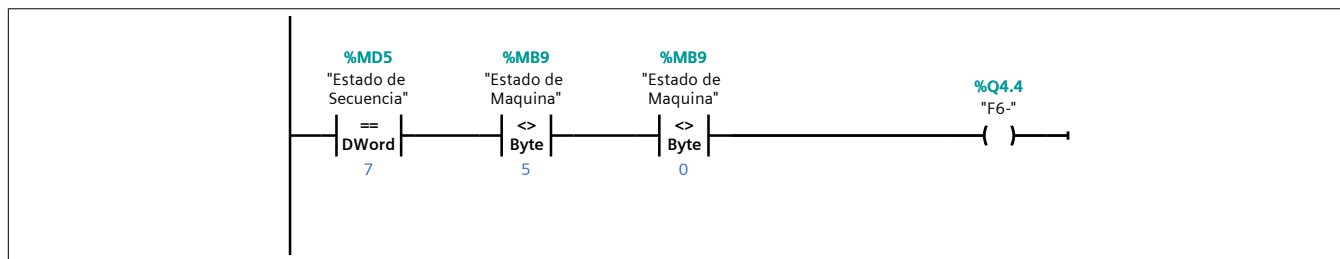 %MD5
"Estado de
Secuencia"
==
DWord
7
%MB9
"Estado de
Maquina"
<>
Byte
5
%MB9
"Estado de
Maquina"
<>
Byte
0
%Q4.4
"F6-"